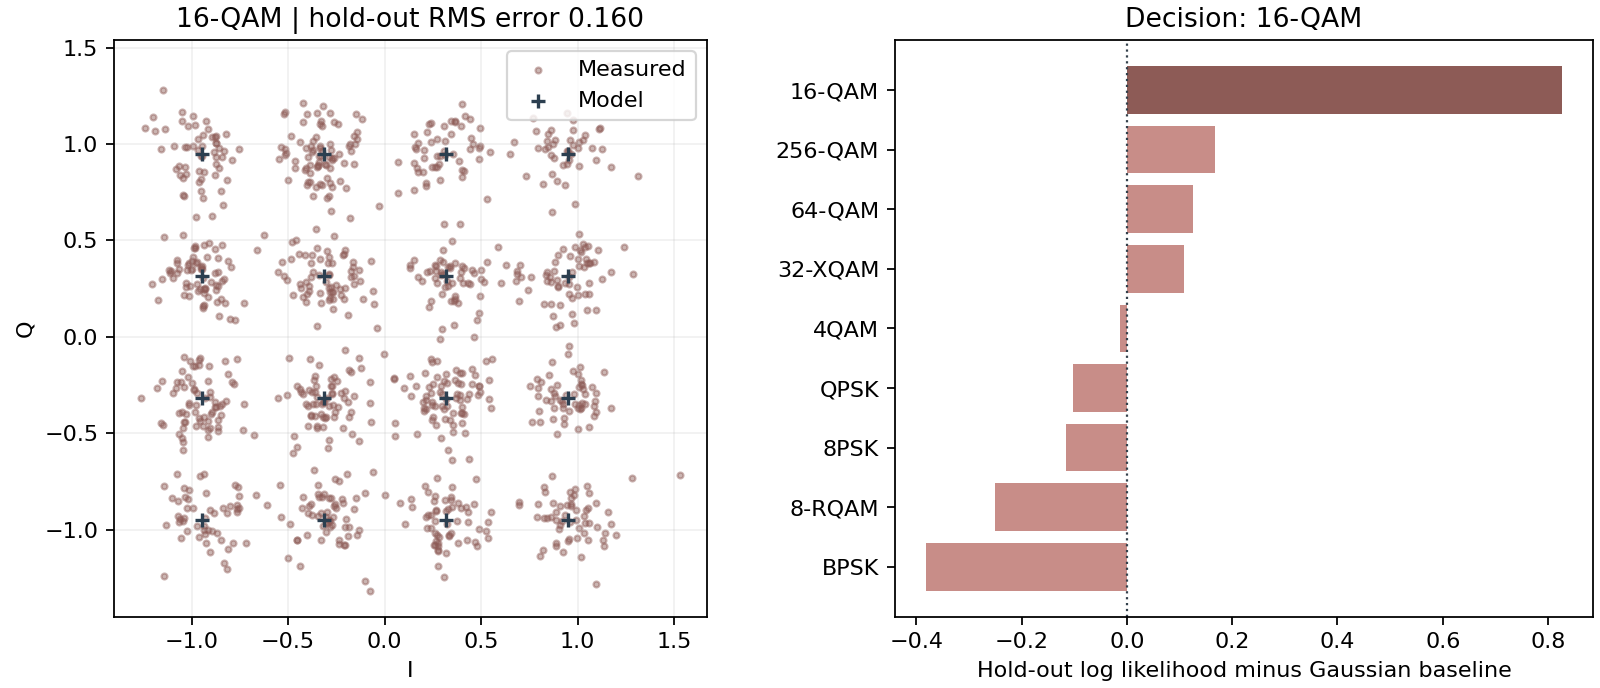 16-QAM | hold-out RMS error 0.160
Measured
Model
1.5
1.0
0.5
0.0
−0.5
−1.0
Q
−1.0
−0.5
0.0
0.5
1.0
1.5
I
Decision: 16-QAM
16-QAM
256-QAM
64-QAM
32-XQAM
4QAM
QPSK
8PSK
8-RQAM
BPSK
−0.4
−0.2
0.0
0.2
0.4
0.6
0.8
Hold-out log likelihood minus Gaussian baseline